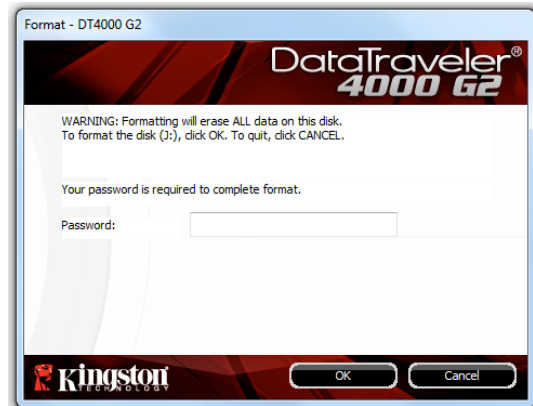 Format - DT4000 G2
DataTraveler®
4000 G2
WARNING: Formatting will erase ALL data on this disk.
To format the disk (J:), click OK. To quit, click CANCEL.
Your password is required to complete format.
Password:
Kingston
TECHNOLOGY
OK
Cancel